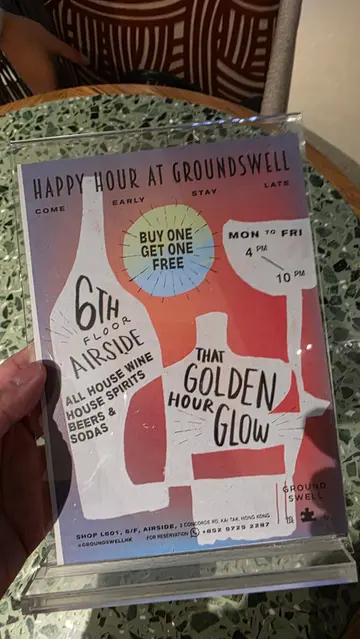 HAPPY HOUR AT GROUNDSWELL
COME EARLY STAY LATE
BUY ONE
GET ONE
FREE
MON TO FRI
4 PM
10 PM
6TH
FLOOR
AIRSIDE
ALL HOUSE WINE
HOUSE SPIRITS
BEERS &
SODAS
THAT
GOLDEN
HOUR
GLOW
GROUND
SWELL
SHOP L601, 6/F, AIRSIDE, 2 CONCORDE RD, KAI TAK, HONG KONG
@GROUNDSWELLHK FOR RESERVATION +852 9725 2287